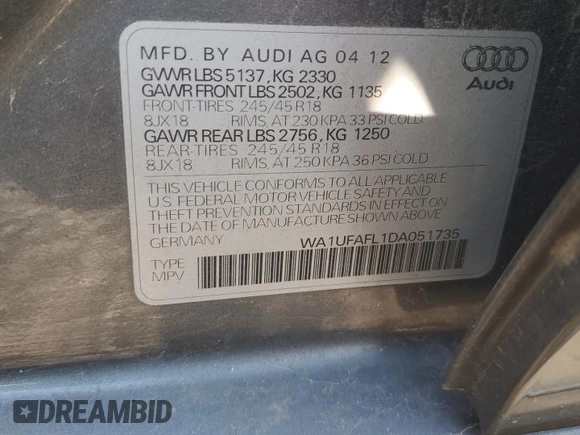 MFD. BY AUDI AG 04 12
GVWR LBS 5137, KG 2330
GAWR FRONT LBS 2502, KG 1135
FRONT-TIRES 245/45 R18
8JX18 RIMS, AT 230 KPA 33 PSI COLD
GAWR REAR LBS 2756, KG 1250
REAR-TIRES 245/45 R18
8JX18 RIMS, AT 250 KPA 36 PSI COLD
THIS VEHICLE CONFORMS TO ALL APPLICABLE
U S FEDERAL MOTOR VEHICLE SAFETY AND
THEFT PREVENTION STANDARDS IN EFFECT ON
THE DATE OF MANUFACTURE SHOWN ABOVE.
GERMANY WA1UFAFL1DA051735
TYPE
MPV
Audi
DREAMBID